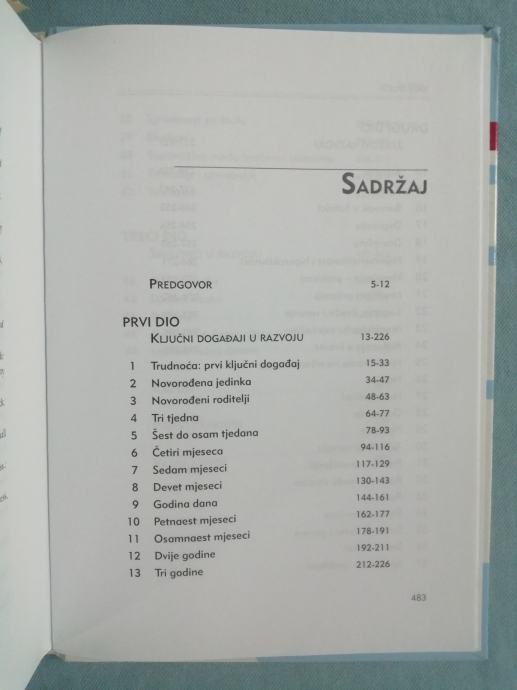 SADRŽAJ
PREDGOVOR 5-12
PRVI DIO
KLJUČNI DOGAĐAJI U RAZVOJU 13-226
1 Trudnoća: prvi ključni događaj 15-33
2 Novorođena jedinka 34-47
3 Novorođeni roditelji 48-63
4 Tri tjedna 64-77
5 Šest do osam tjedana 78-93
6 Četiri mjeseca 94-116
7 Sedam mjeseci 117-129
8 Devet mjeseci 130-143
9 Godina dana 144-161
10 Petnaest mjeseci 162-177
11 Osamnaest mjeseci 178-191
12 Dvije godine 192-211
13 Tri godine 212-226
483